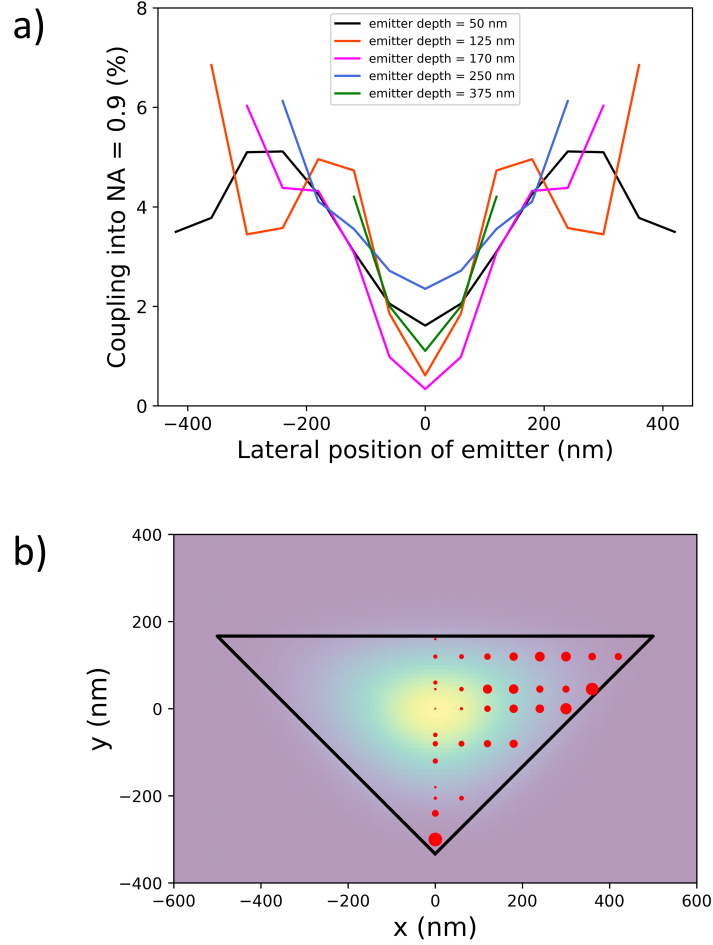 a)
Coupling into NA = 0.9 (%)
8
6
4
2
0
emitter depth = 50 nm
emitter depth = 125 nm
emitter depth = 170 nm
emitter depth = 250 nm
emitter depth = 375 nm
−400 −200 0 200 400
Lateral position of emitter (nm)
b)
y (nm)
400
200
0
−200
−400
−600 −400 −200 0 200 400 600
x (nm)